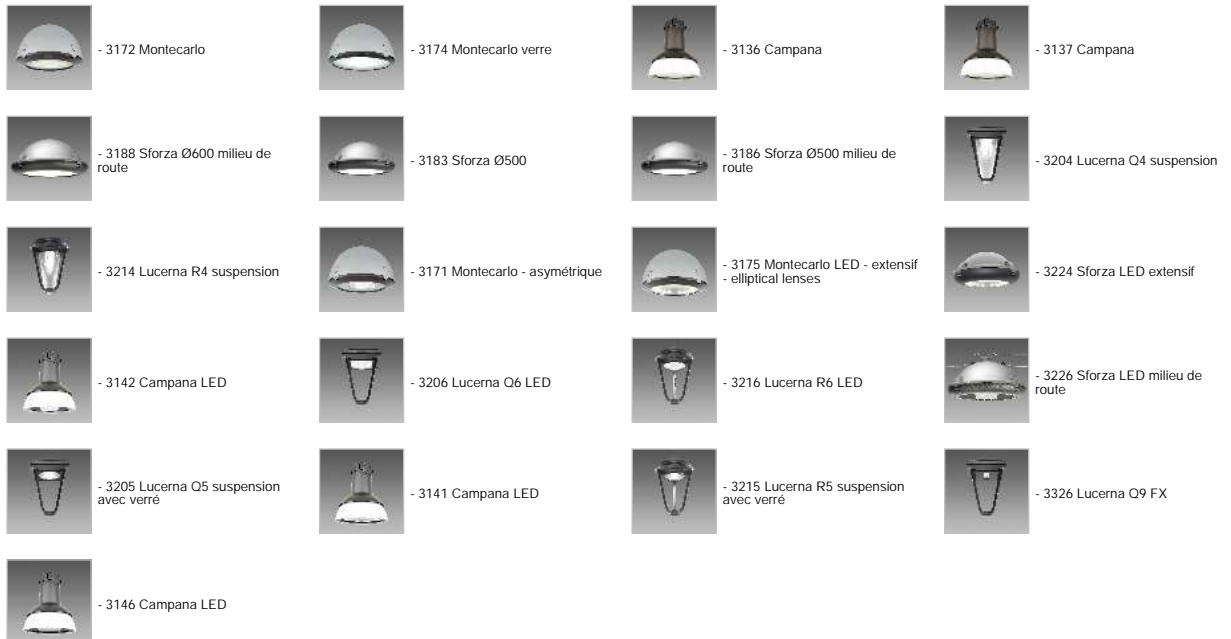 - 3172 Montecarlo
- 3174 Montecarlo verre
- 3136 Campana
- 3137 Campana
- 3188 Sforza Ø600 milieu de
route
- 3183 Sforza Ø500
- 3186 Sforza Ø500 milieu de
route
- 3204 Lucerna Q4 suspension
- 3214 Lucerna R4 suspension
- 3171 Montecarlo - asymétrique
- 3175 Montecarlo LED - extensif
- elliptical lenses
- 3224 Sforza LED extensif
- 3142 Campana LED
- 3206 Lucerna Q6 LED
- 3216 Lucerna R6 LED
- 3226 Sforza LED milieu de
route
- 3205 Lucerna Q5 suspension
avec verré
- 3141 Campana LED
- 3215 Lucerna R5 suspension
avec verré
- 3326 Lucerna Q9 FX
- 3146 Campana LED